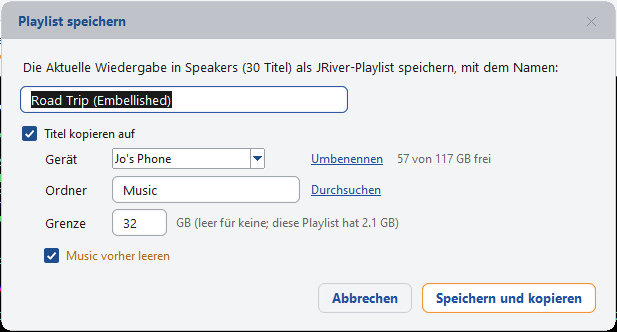 Playlist speichern
Die Aktuelle Wiedergabe in Speakers (30 Titel) als JRiver-Playlist speichern, mit dem Namen:
Road Trip (Embellished)
Titel kopieren auf
Gerät Jo's Phone Umbenennen 57 von 117 GB frei
Ordner Music Durchsuchen
Grenze 32 GB (leer für keine; diese Playlist hat 2.1 GB)
Music vorher leeren
Abbrechen Speichern und kopieren